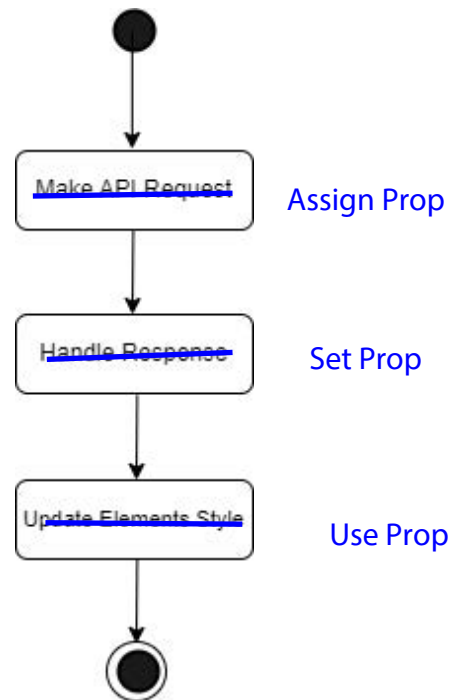 Make API Request
Assign Prop
Handle Response
Set Prop
Update Elements Style
Use Prop